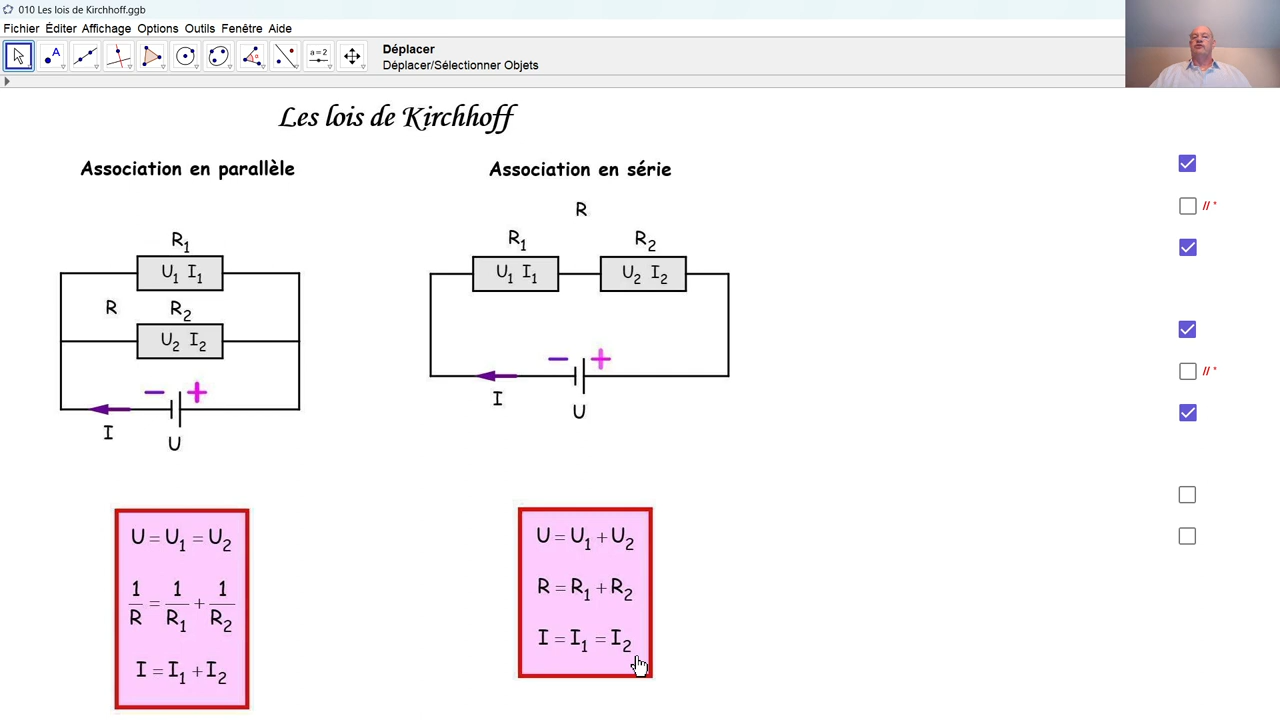 010 Les lois de Kirchhoff.ggb
Fichier Éditer Affichage Options Outils Fenêtre Aide
A
a=2
Déplacer
Déplacer/Sélectionner Objets
Les lois de Kirchhoff
Association en parallèle
R₁
U₁ I₁
R
R₂
U₂ I₂
− +
I
U
U = U₁ = U₂
1/R = 1/R₁ + 1/R₂
I = I₁ + I₂
Association en série
R
R₁ R₂
U₁ I₁ U₂ I₂
− +
I
U
U = U₁ + U₂
R = R₁ + R₂
I = I₁ = I₂
// *
// *